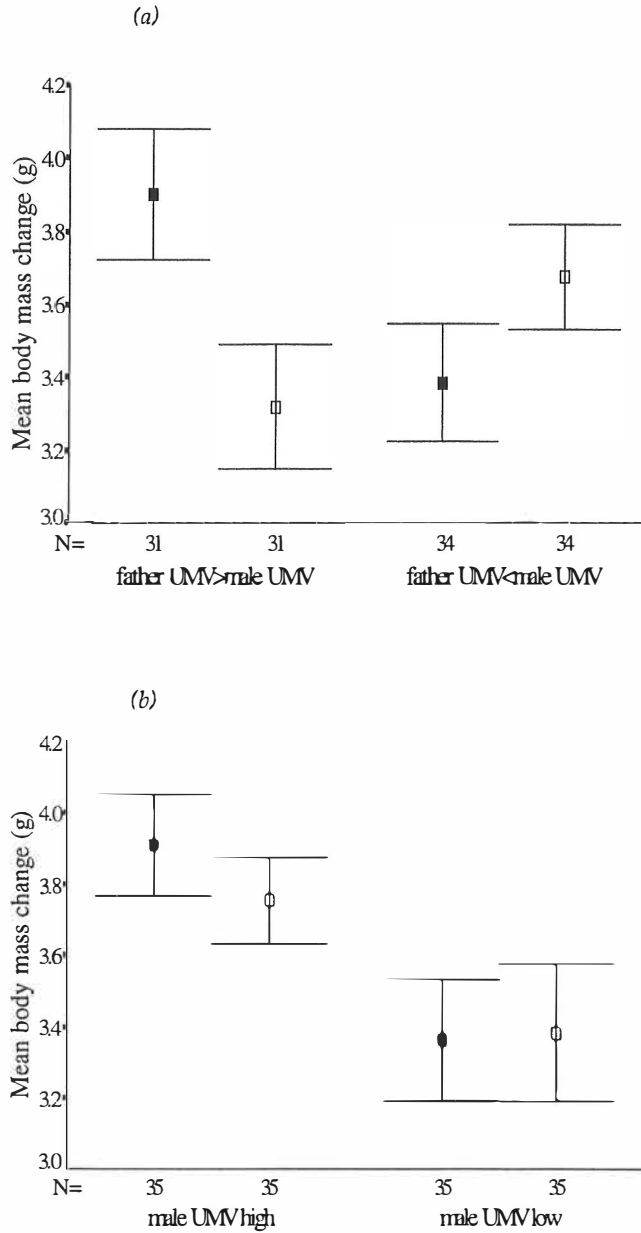 (a)
Mean body mass change (g)
4.2
4.0
3.8
3.6
3.4
3.2
3.0
N= 31 31 34 34
father UMV>male UMV father UMV<male UMV
(b)
Mean body mass change (g)
4.2
4.0
3.8
3.6
3.4
3.2
3.0
N= 35 35 35 35
male UMV high male UMV low